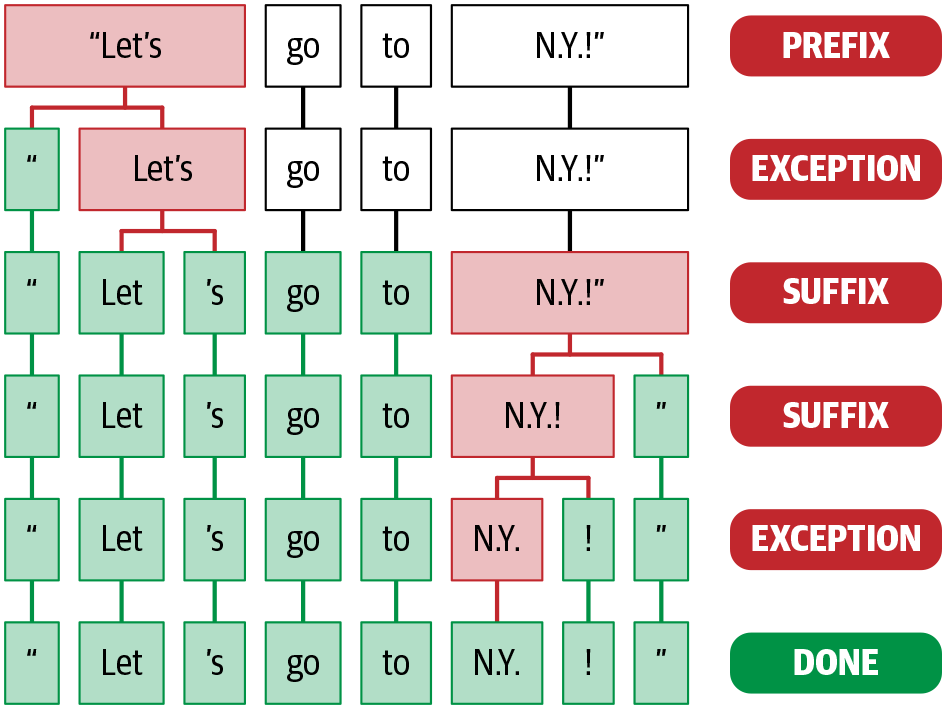 “Let’s go to N.Y.!” PREFIX
“ Let’s go to N.Y.!” EXCEPTION
“ Let ’s go to N.Y.!” SUFFIX
“ Let ’s go to N.Y.! ” SUFFIX
“ Let ’s go to N.Y. ! ” EXCEPTION
“ Let ’s go to N.Y. ! ” DONE